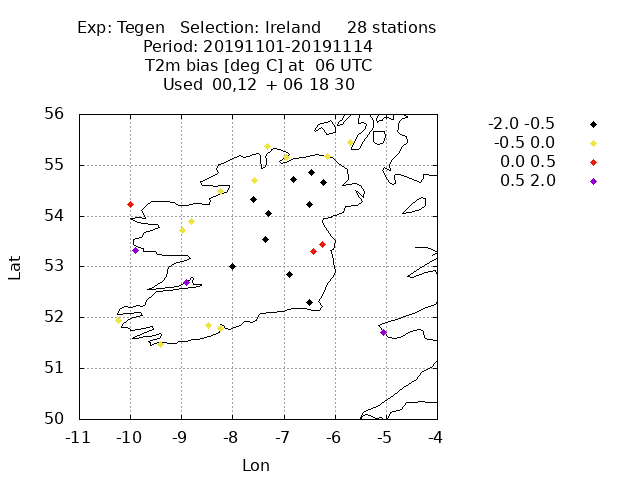 Exp: Tegen   Selection: Ireland     28 stations
Period: 20191101-20191114
T2m bias [deg C] at  06 UTC
Used  00,12  + 06 18 30
-2.0 -0.5
-0.5 0.0
0.0 0.5
0.5 2.0
56
55
54
53
52
51
50
Lat
-11 -10 -9 -8 -7 -6 -5 -4
Lon